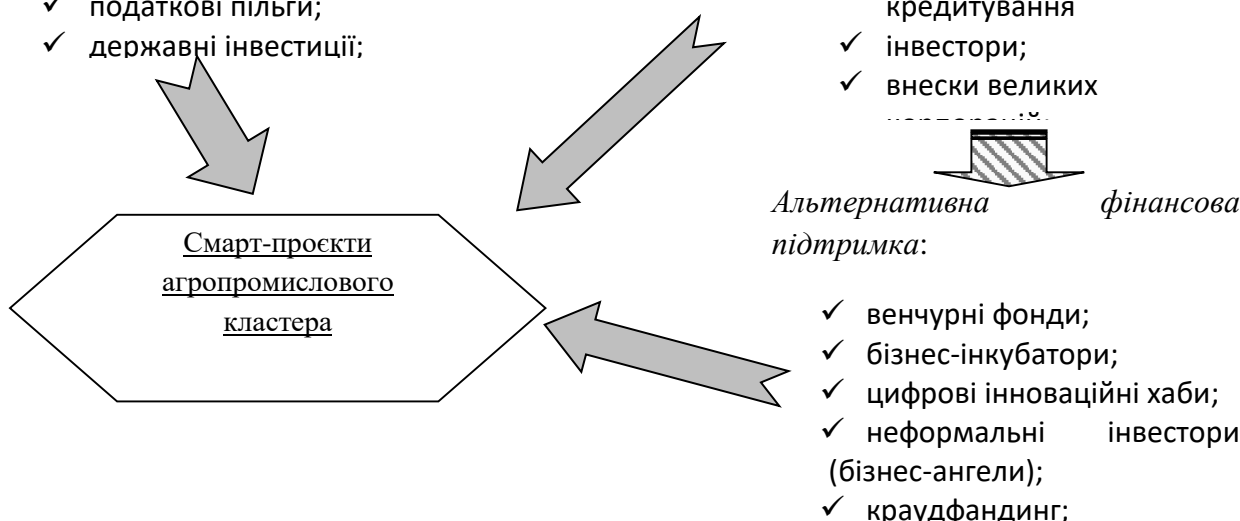 ✓ податкові пільги;
✓ державні інвестиції;
кредитування
✓ інвестори;
✓ внески великих
корпорацій;
Альтернативна фінансова
підтримка:
Смарт-проєкти
агропромислового
кластера
✓ венчурні фонди;
✓ бізнес-інкубатори;
✓ цифрові інноваційні хаби;
✓ неформальні інвестори
(бізнес-ангели);
✓ краудфандинг;